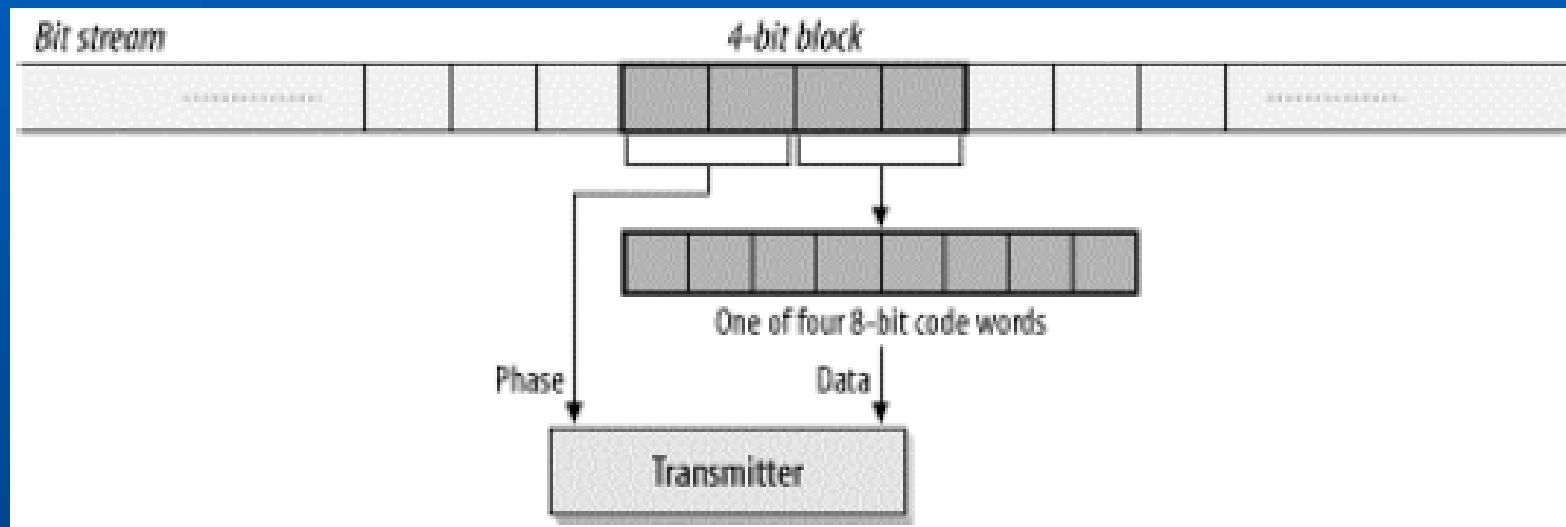 Bit stream
4-bit block
One of four 8-bit code words
Phase
Data
Transmitter